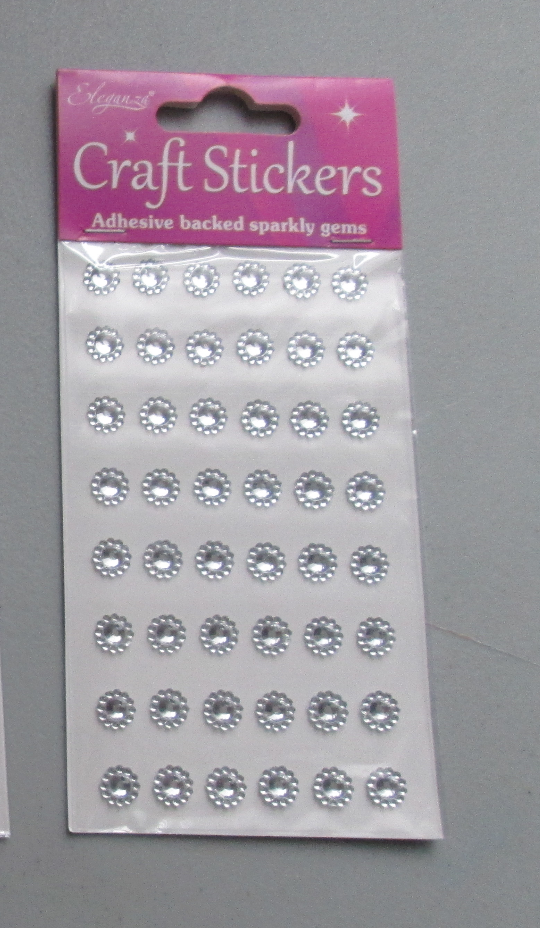 Eleganza®
Craft Stickers
Adhesive backed sparkly gems